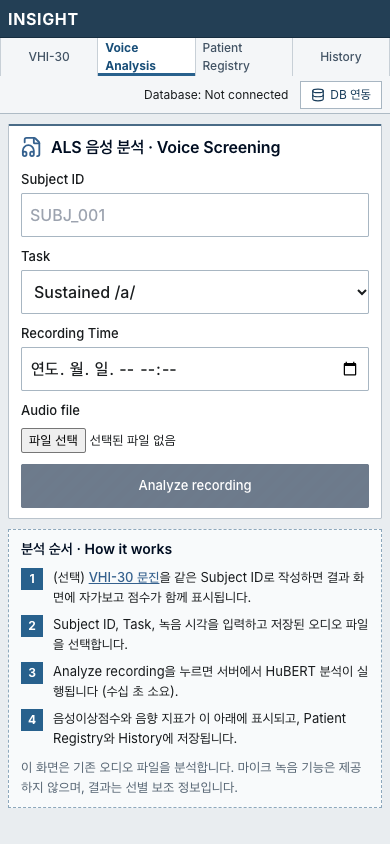 INSIGHT
VHI-30
Voice
Analysis
Patient
Registry
History
Database: Not connected
DB 연동
ALS 음성 분석 · Voice Screening
Subject ID
SUBJ_001
Task
Sustained /a/
Recording Time
연도. 월. 일. -- --:--
Audio file
파일 선택 선택된 파일 없음
Analyze recording
분석 순서 · How it works
1 (선택) VHI-30 문진을 같은 Subject ID로 작성하면 결과 화
면에 자가보고 점수가 함께 표시됩니다.
2 Subject ID, Task, 녹음 시각을 입력하고 저장된 오디오 파일
을 선택합니다.
3 Analyze recording을 누르면 서버에서 HuBERT 분석이 실
행됩니다 (수십 초 소요).
4 음성이상점수와 음향 지표가 이 아래에 표시되고, Patient
Registry와 History에 저장됩니다.
이 화면은 기존 오디오 파일을 분석합니다. 마이크 녹음 기능은 제공
하지 않으며, 결과는 선별 보조 정보입니다.